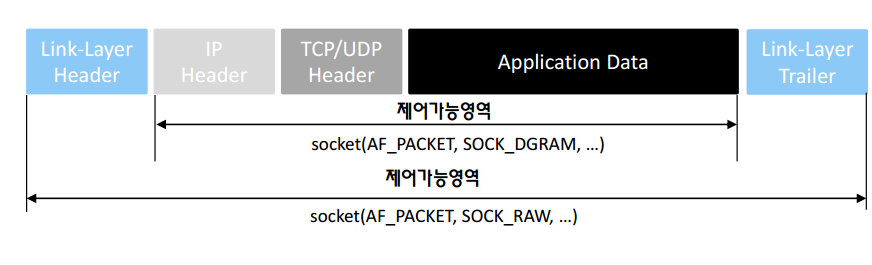 Link-Layer
Header
IP
Header
TCP/UDP
Header
Application Data
Link-Layer
Trailer
제어가능영역
socket(AF_PACKET, SOCK_DGRAM, ...)
제어가능영역
socket(AF_PACKET, SOCK_RAW, ...)